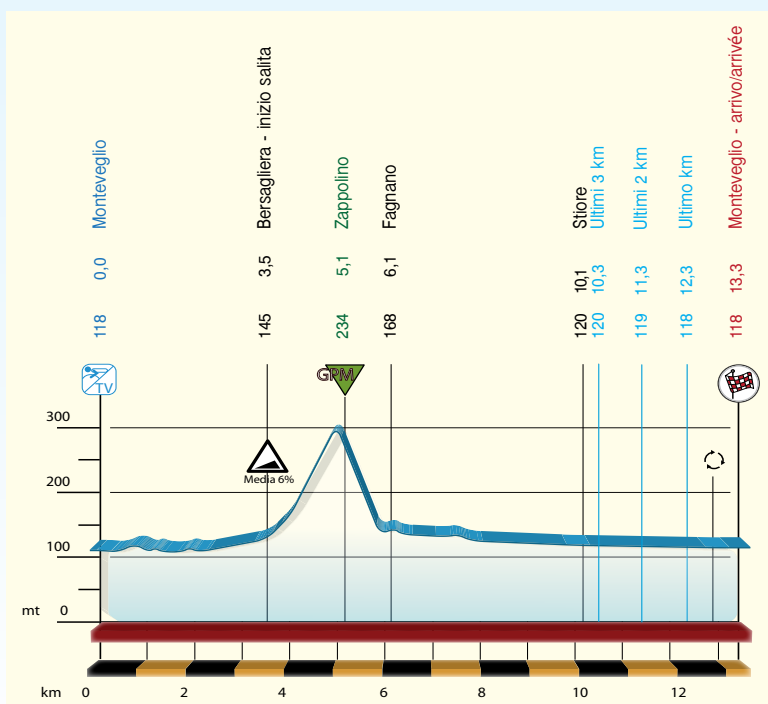 118 0,0 Monteveglio
145 3,5 Bersagliera - inizio salita
234 5,1 Zappolino
168 6,1 Fagnano
120 10,1 Stiore
120 10,3 Ultimi 3 km
119 11,3 Ultimi 2 km
118 12,3 Ultimo km
118 13,3 Monteveglio - arrivo/arrivée
TV
GPM
300
Media 6%
200
100
mt 0
km 0 2 4 6 8 10 12